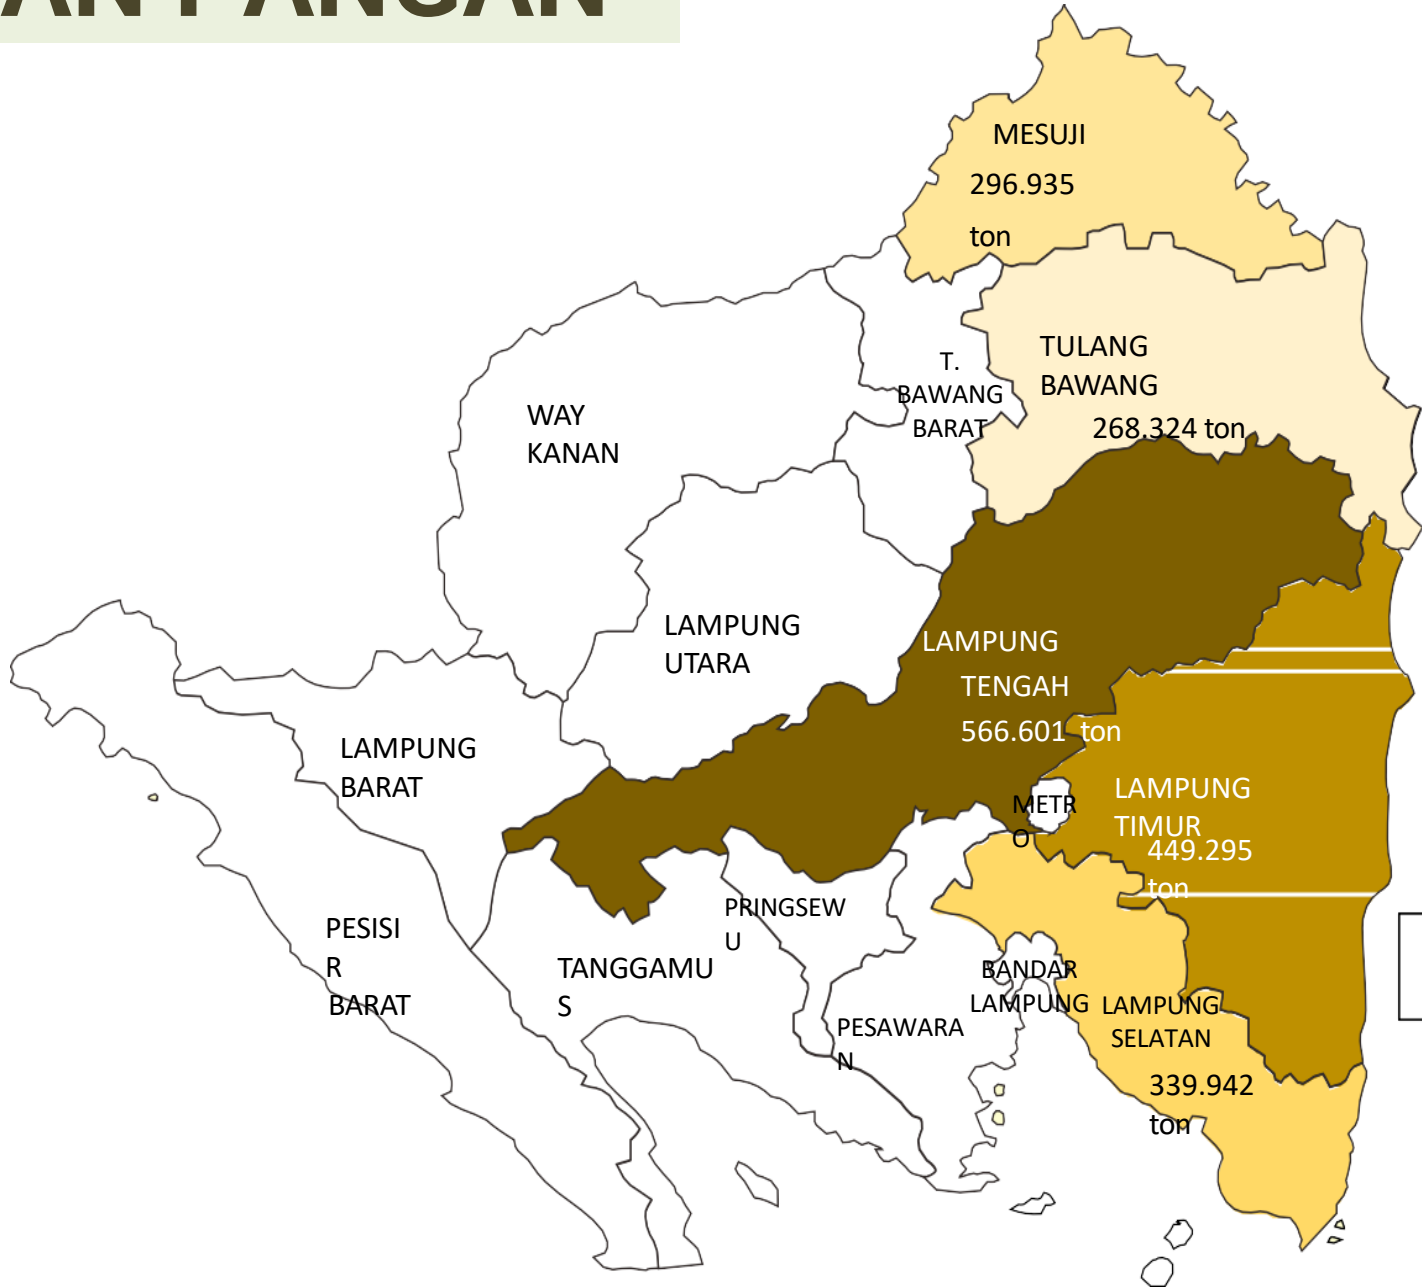 AN PANGAN
MESUJI
296.935
ton
TULANG
BAWANG
268.324 ton
T.
BAWANG
BARAT
WAY
KANAN
LAMPUNG
UTARA
LAMPUNG
TENGAH
566.601 ton
LAMPUNG
BARAT
METR
O
LAMPUNG
TIMUR
449.295
ton
PRINGSEW
U
PESISI
R
BARAT
TANGGAMU
S
BANDAR
LAMPUNG
PESAWARA
N
LAMPUNG
SELATAN
339.942
ton